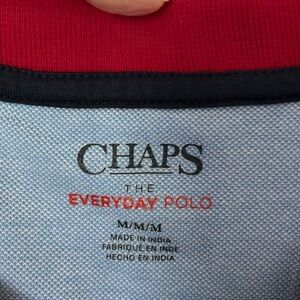 CHAPS
THE
EVERYDAY POLO
M/M/M
MADE IN INDIA
FABRIQUÉ EN INDE
HECHO EN INDIA